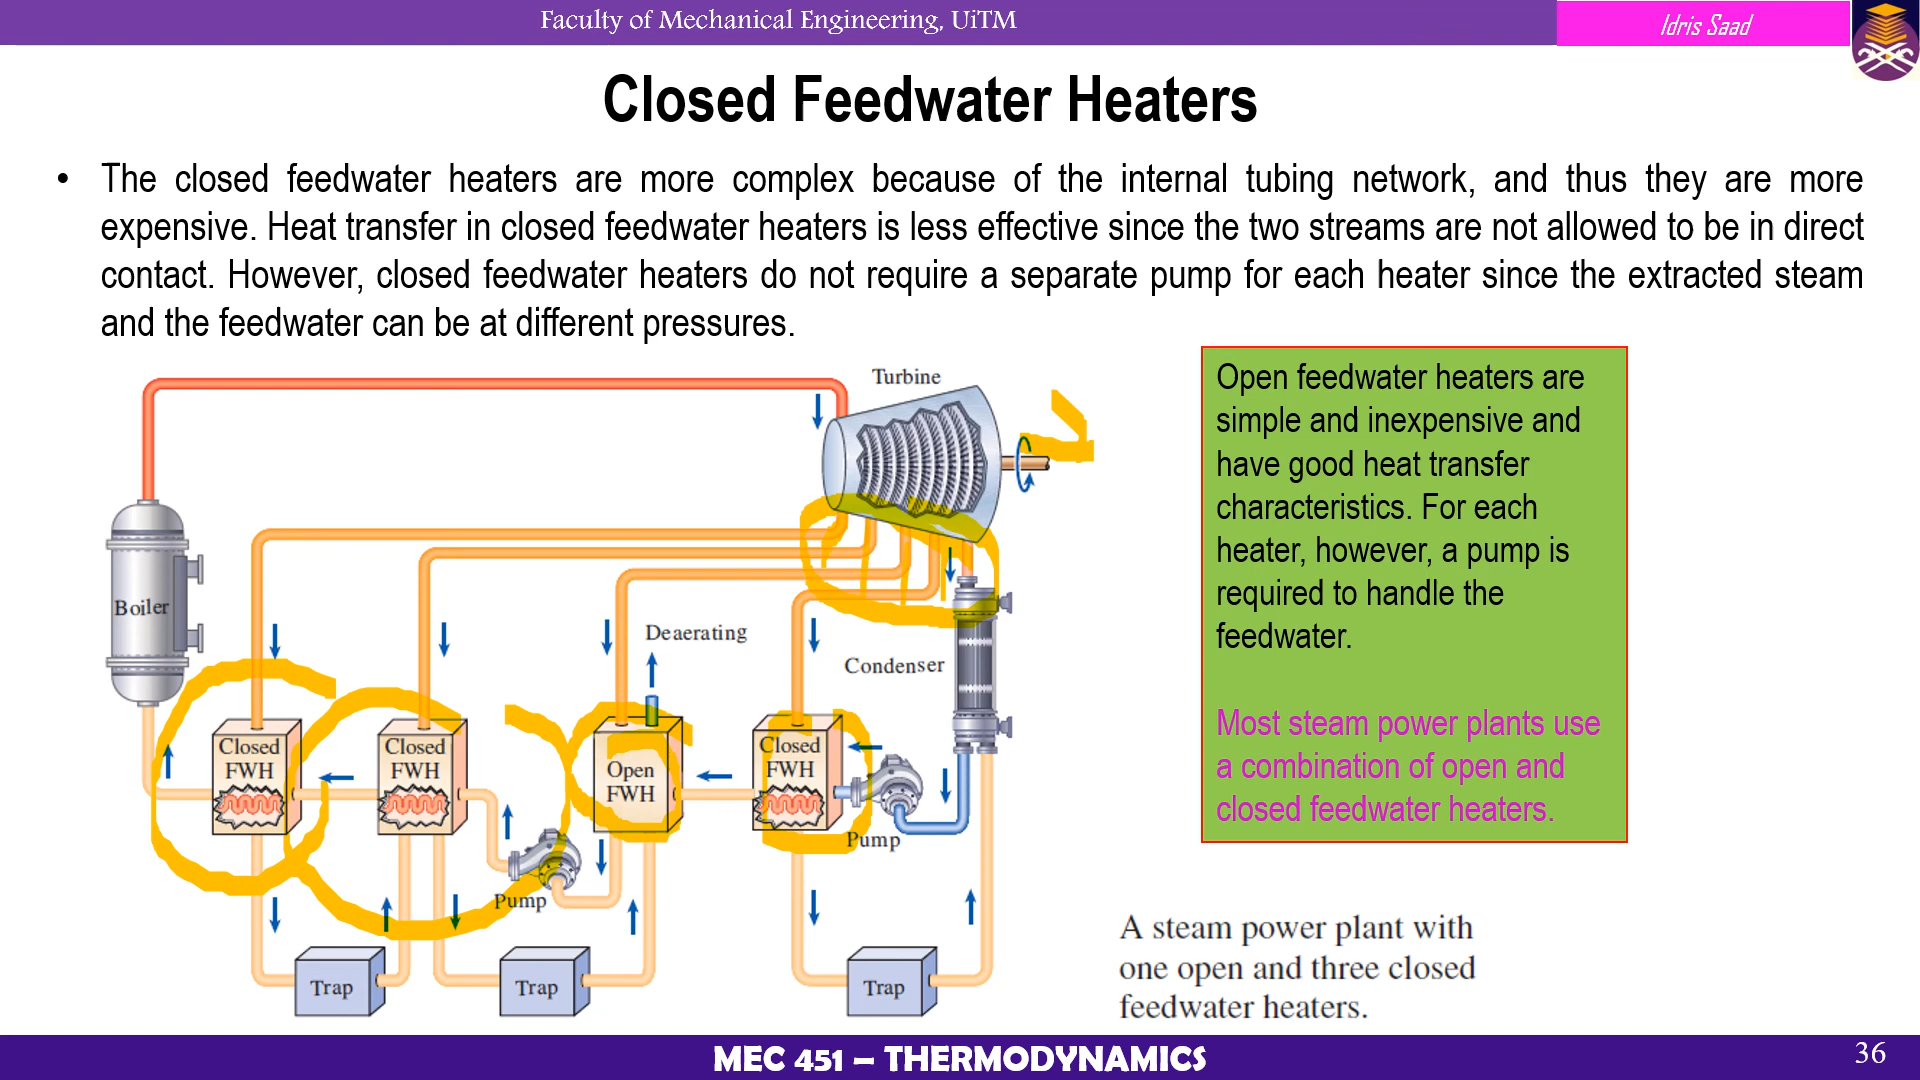 Faculty of Mechanical Engineering, UiTM
Idris Saad
Closed Feedwater Heaters
• The closed feedwater heaters are more complex because of the internal tubing network, and thus they are more
expensive. Heat transfer in closed feedwater heaters is less effective since the two streams are not allowed to be in direct
contact. However, closed feedwater heaters do not require a separate pump for each heater since the extracted steam
and the feedwater can be at different pressures.
Turbine
Boiler
Deaerating
Condenser
Closed
FWH
Closed
FWH
Open
FWH
Closed
FWH
Pump
Pump
Trap
Trap
Trap
Open feedwater heaters are
simple and inexpensive and
have good heat transfer
characteristics. For each
heater, however, a pump is
required to handle the
feedwater.
Most steam power plants use
a combination of open and
closed feedwater heaters.
A steam power plant with
one open and three closed
feedwater heaters.
MEC 451 – THERMODYNAMICS
36